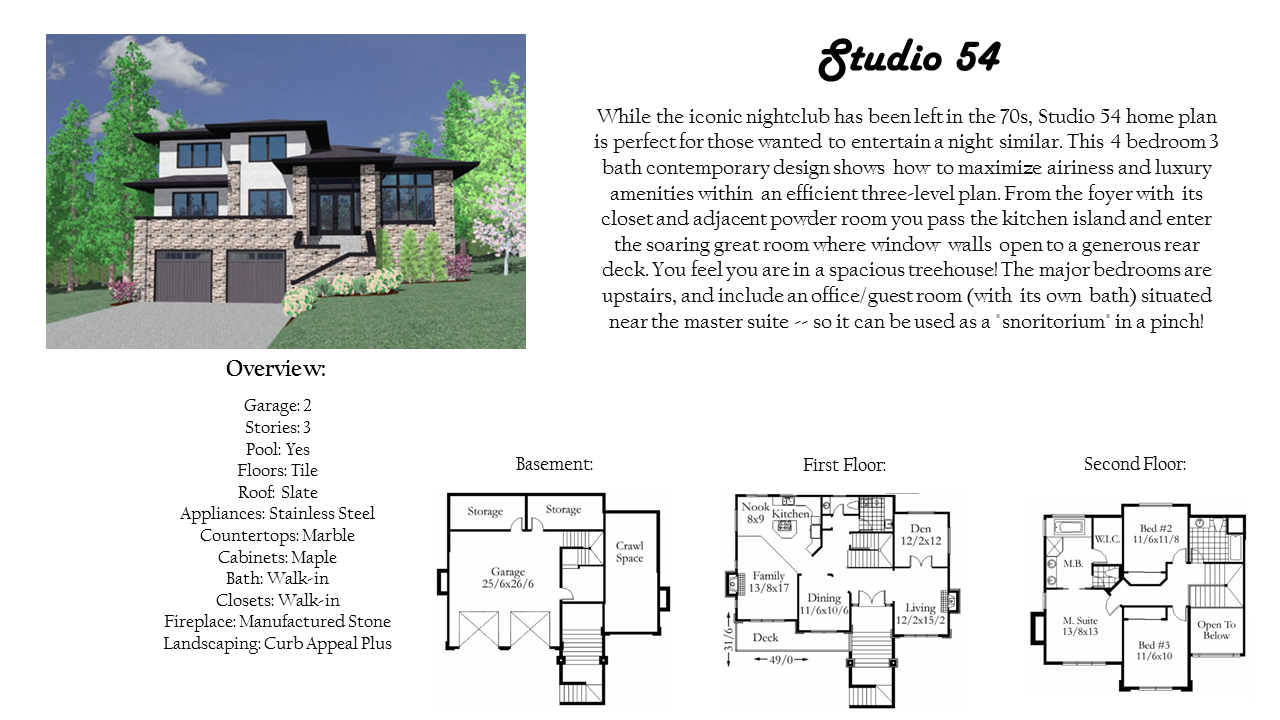 Studio 54
While the iconic nightclub has been left in the 70s, Studio 54 home plan
is perfect for those wanted to entertain a night similar. This 4 bedroom 3
bath contemporary design shows how to maximize airiness and luxury
amenities within an efficient three-level plan. From the foyer with its
closet and adjacent powder room you pass the kitchen island and enter
the soaring great room where window walls open to a generous rear
deck. You feel you are in a spacious treehouse! The major bedrooms are
upstairs, and include an office/guest room (with its own bath) situated
near the master suite -- so it can be used as a "snoritorium" in a pinch!
Overview:
Garage: 2
Stories: 3
Pool: Yes
Floors: Tile
Roof: Slate
Appliances: Stainless Steel
Countertops: Marble
Cabinets: Maple
Bath: Walk-in
Closets: Walk-in
Fireplace: Manufactured Stone
Landscaping: Curb Appeal Plus
Basement:
Storage
Storage
Crawl
Space
Garage
25/6x26/6
First Floor:
Nook
8x9
Kitchen
Den
12/2x12
Family
13/8x17
Dining
11/6x10/6
Living
12/2x15/2
Deck
31/6
49/0
Second Floor:
Bed #2
11/6x11/8
W.I.C.
M.B.
M. Suite
13/8x13
Open To
Below
Bed #3
11/6x10